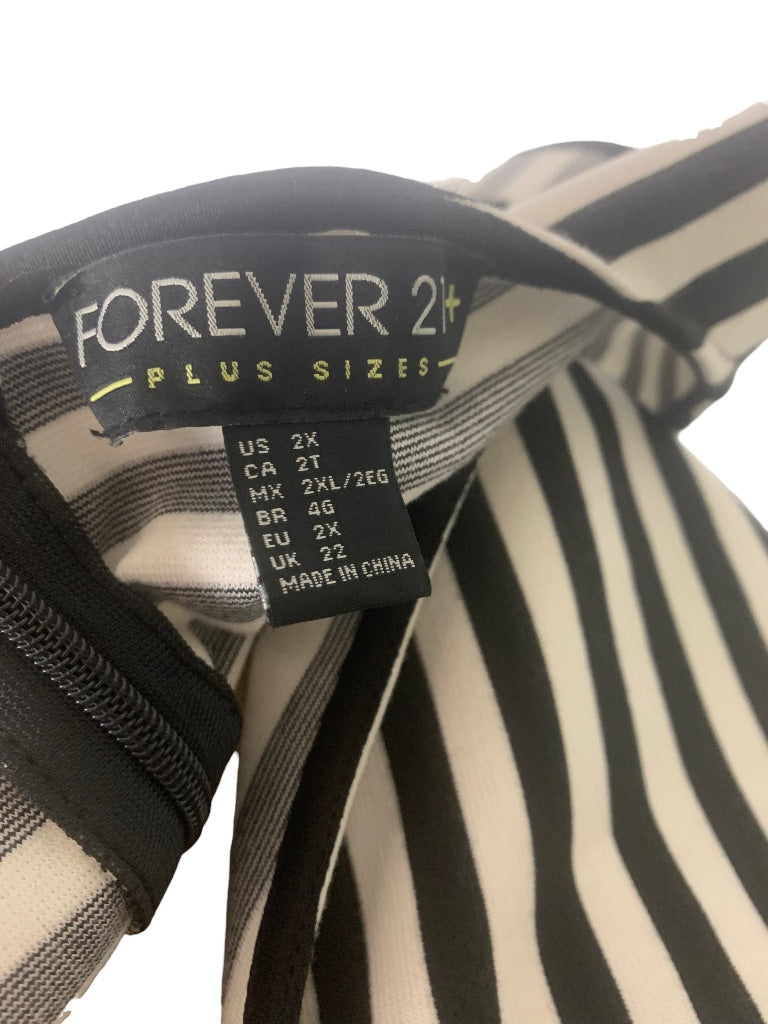 FOREVER 21+
PLUS SIZES
US 2X
CA 2T
MX 2XL/2EG
BR 4G
EU 2X
UK 22
MADE IN CHINA